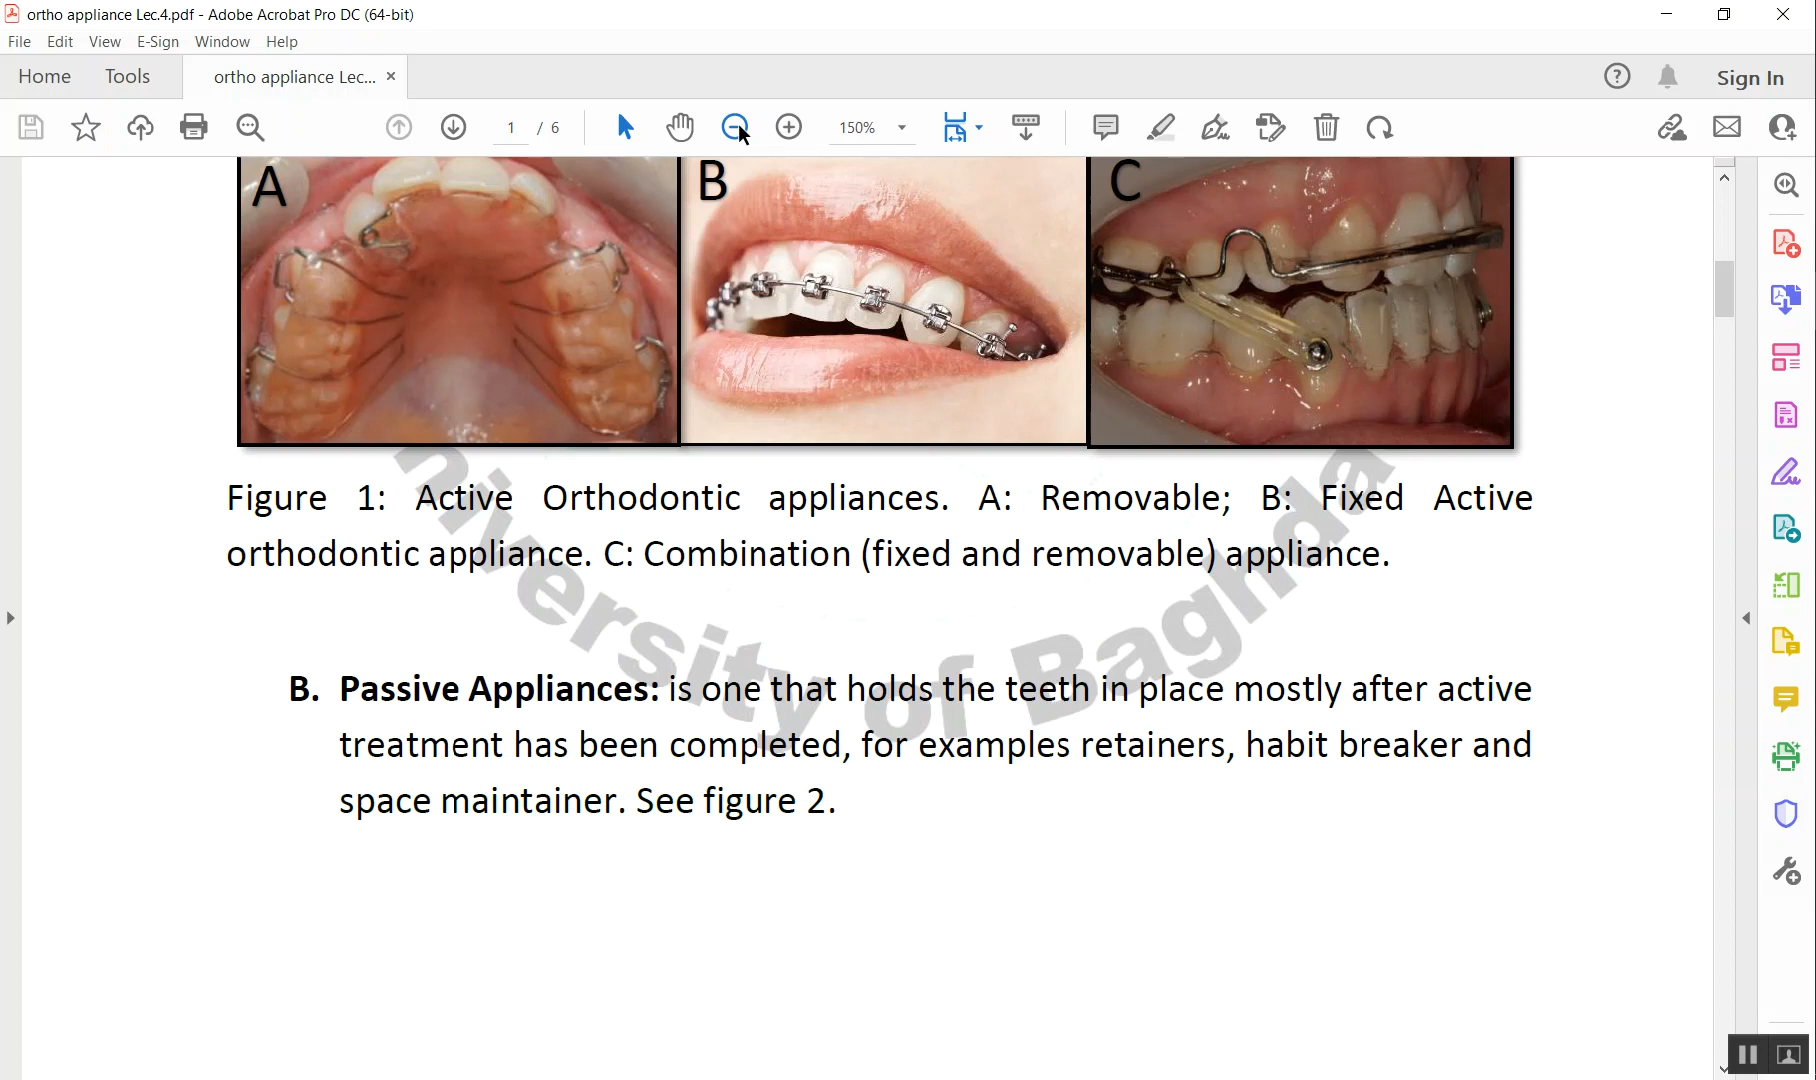 ortho appliance Lec.4.pdf - Adobe Acrobat Pro DC (64-bit)
File Edit View E-Sign Window Help
Home Tools ortho appliance Lec... × Sign In
1 / 6 150%
A B C
Figure 1: Active Orthodontic appliances. A: Removable; B: Fixed Active
orthodontic appliance. C: Combination (fixed and removable) appliance.
niversity of Baghda
B. Passive Appliances: is one that holds the teeth in place mostly after active
treatment has been completed, for examples retainers, habit breaker and
space maintainer. See figure 2.